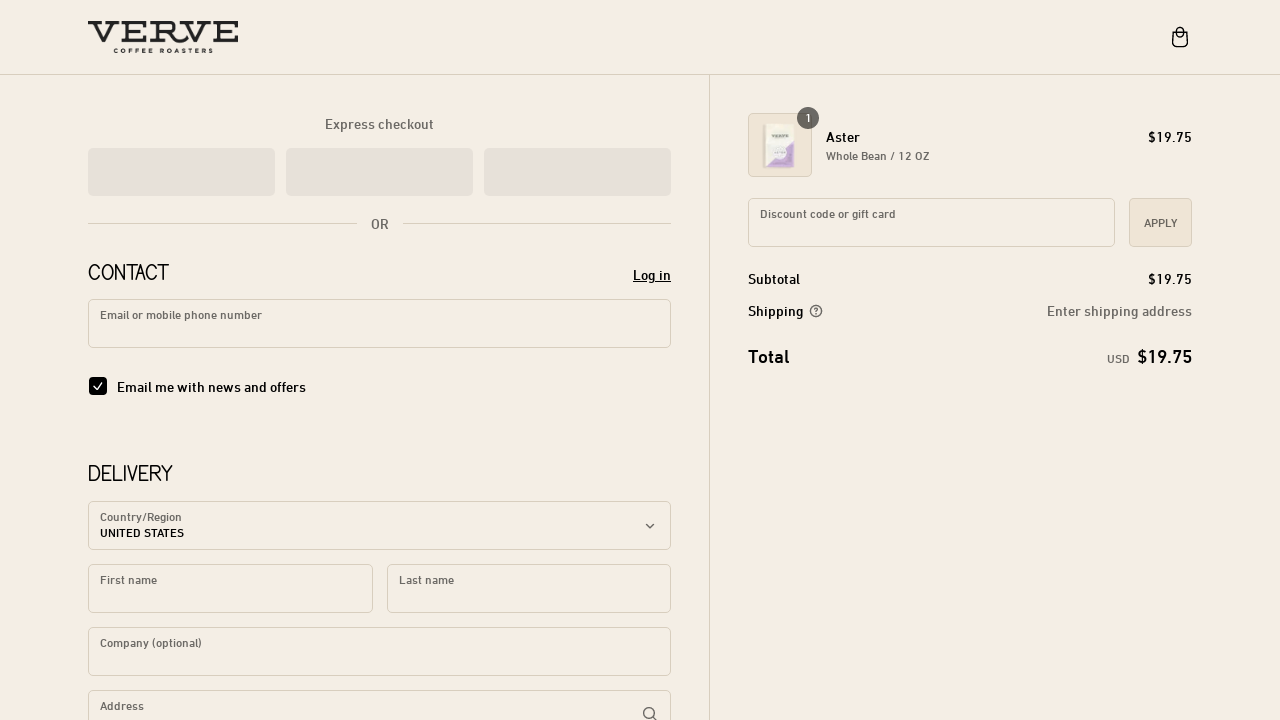 VERVE
COFFEE ROASTERS
Express checkout
OR
CONTACT
Log in
Email or mobile phone number
Email me with news and offers
DELIVERY
Country/Region
UNITED STATES
First name
Last name
Company (optional)
Address
1
Aster
$19.75
Whole Bean / 12 OZ
Discount code or gift card
APPLY
Subtotal
$19.75
Shipping
Enter shipping address
Total
USD $19.75